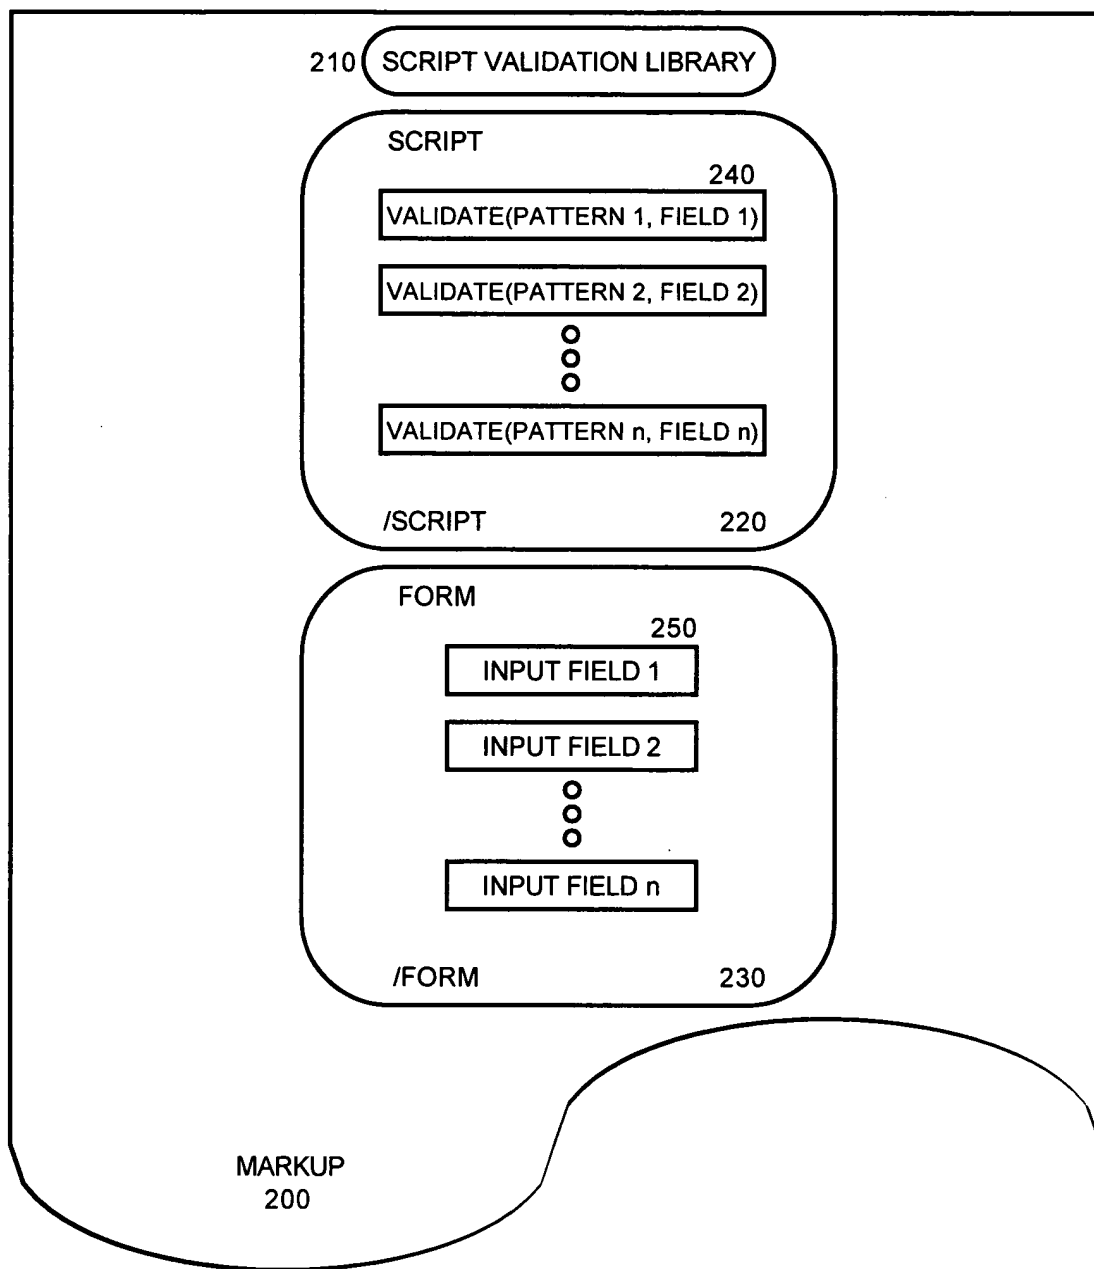 210 SCRIPT VALIDATION LIBRARY
SCRIPT
240
VALIDATE(PATTERN 1, FIELD 1)
VALIDATE(PATTERN 2, FIELD 2)
VALIDATE(PATTERN n, FIELD n)
/SCRIPT 220
FORM
250
INPUT FIELD 1
INPUT FIELD 2
INPUT FIELD n
/FORM 230
MARKUP
200